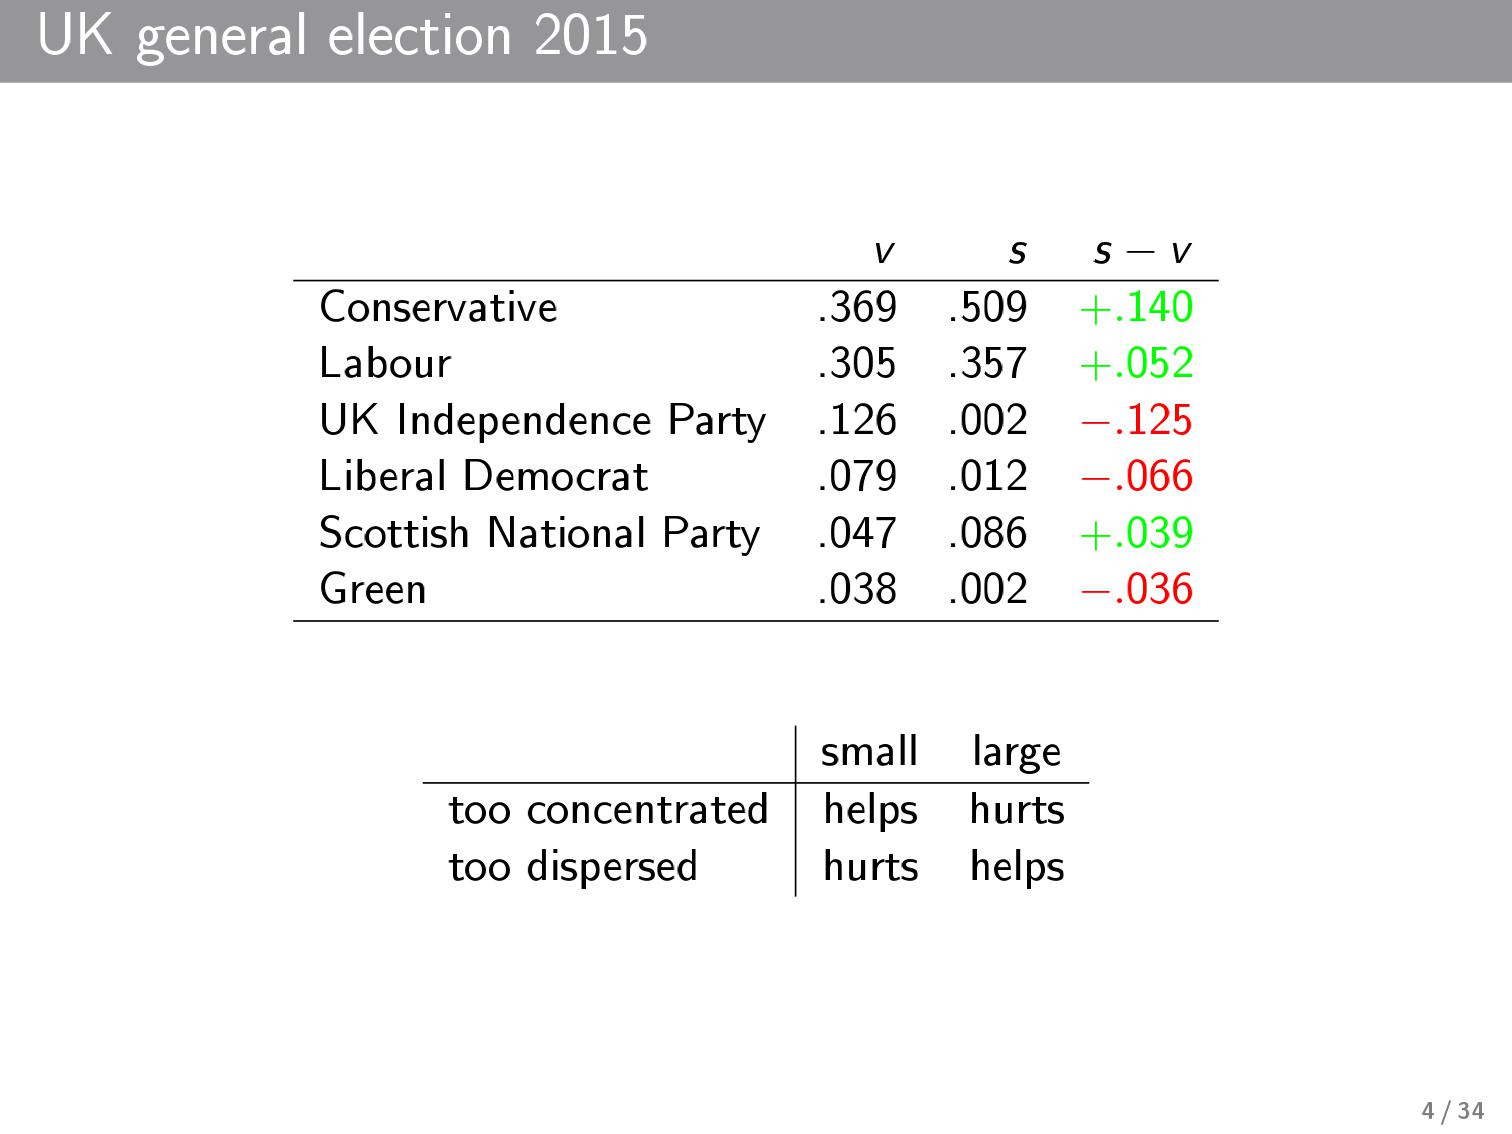 UK general election 2015
v s s − v
Conservative .369 .509 +.140
Labour .305 .357 +.052
UK Independence Party .126 .002 −.125
Liberal Democrat .079 .012 −.066
Scottish National Party .047 .086 +.039
Green .038 .002 −.036
small large
too concentrated helps hurts
too dispersed hurts helps
4 / 34